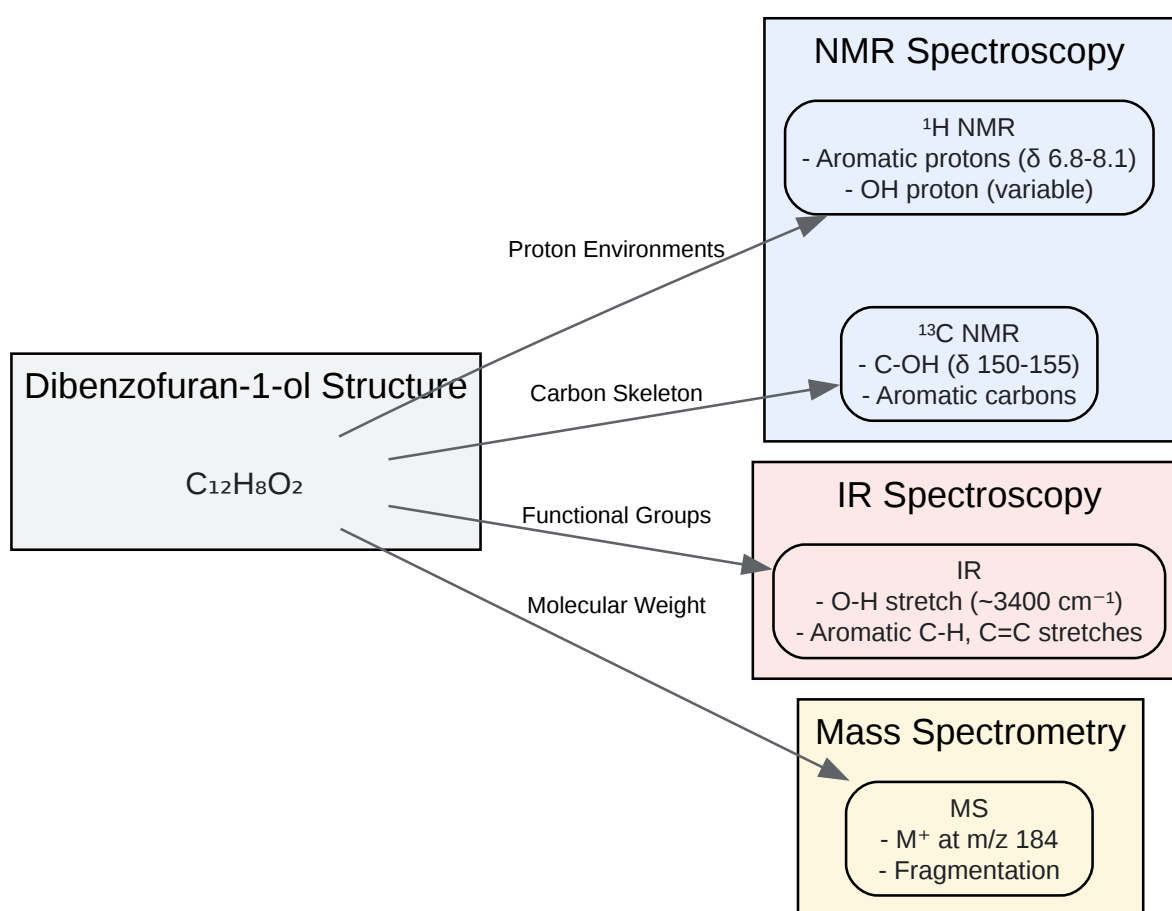 NMR Spectroscopy
¹H NMR
- Aromatic protons (δ 6.8-8.1)
- OH proton (variable)
Proton Environments
¹³C NMR
- C-OH (δ 150-155)
- Aromatic carbons
Dibenzofuran-1-ol Structure
C₁₂H₈O₂
Carbon Skeleton
Functional Groups
Molecular Weight
IR Spectroscopy
IR
- O-H stretch (~3400 cm⁻¹)
- Aromatic C-H, C=C stretches
Mass Spectrometry
MS
- M⁺ at m/z 184
- Fragmentation